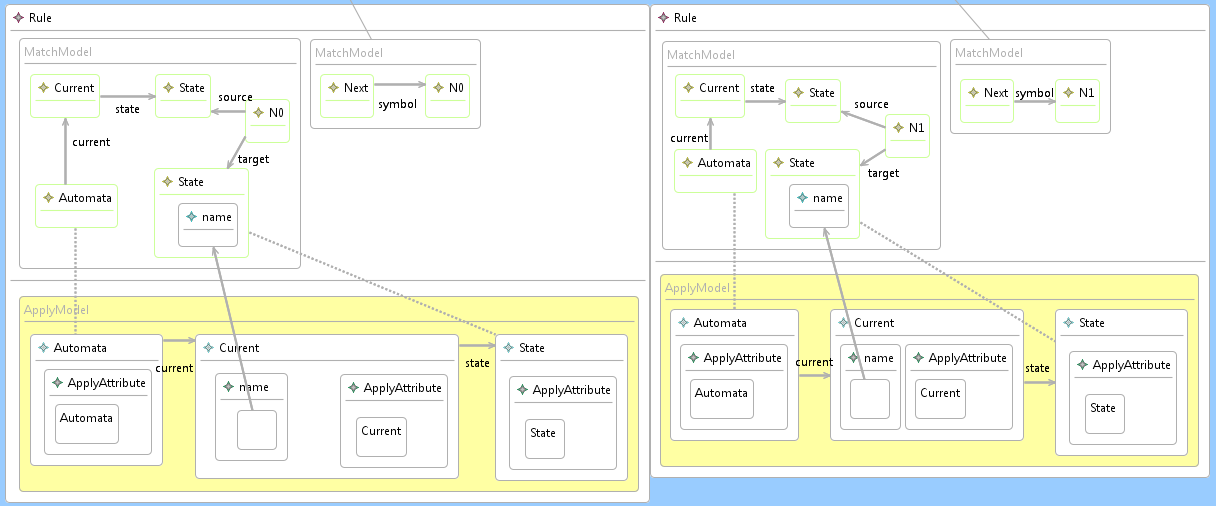 Rule
MatchModel
Current
State
state
source
N0
current
target
State
Automata
name
MatchModel
Next
N0
symbol
ApplyModel
Automata
ApplyAttribute
Automata
current
Current
name
ApplyAttribute
Current
state
State
ApplyAttribute
State
Rule
MatchModel
Current
state
State
source
N1
current
target
Automata
State
name
MatchModel
Next
symbol
N1
ApplyModel
Automata
ApplyAttribute
Automata
current
Current
name
ApplyAttribute
Current
state
State
ApplyAttribute
State